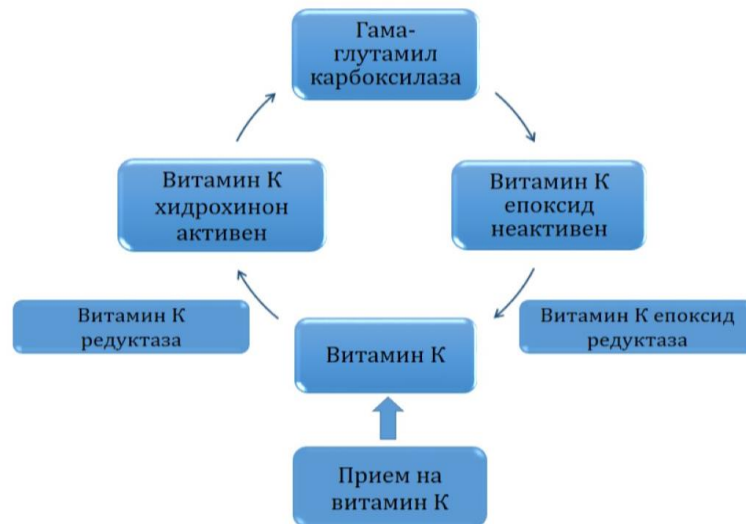 Гама-
глутамил
карбоксилаза
Витамин К
хидрохинон
активен
Витамин К
епоксид
неактивен
Витамин К
редуктаза
Витамин К
Витамин К епоксид
редуктаза
Прием на
витамин К